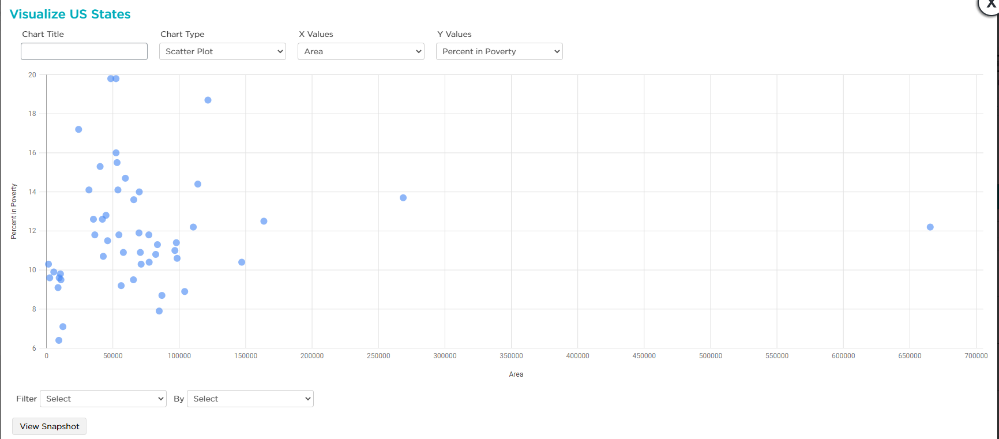 Visualize US States
X
Chart Title
Chart Type
X Values
Y Values
Scatter Plot
Area
Percent in Poverty
20
18
16
14
12
10
8
6
Percent in Poverty
0
50000
100000
150000
200000
250000
300000
350000
400000
450000
500000
550000
600000
650000
700000
Area
Filter
Select
By
Select
View Snapshot